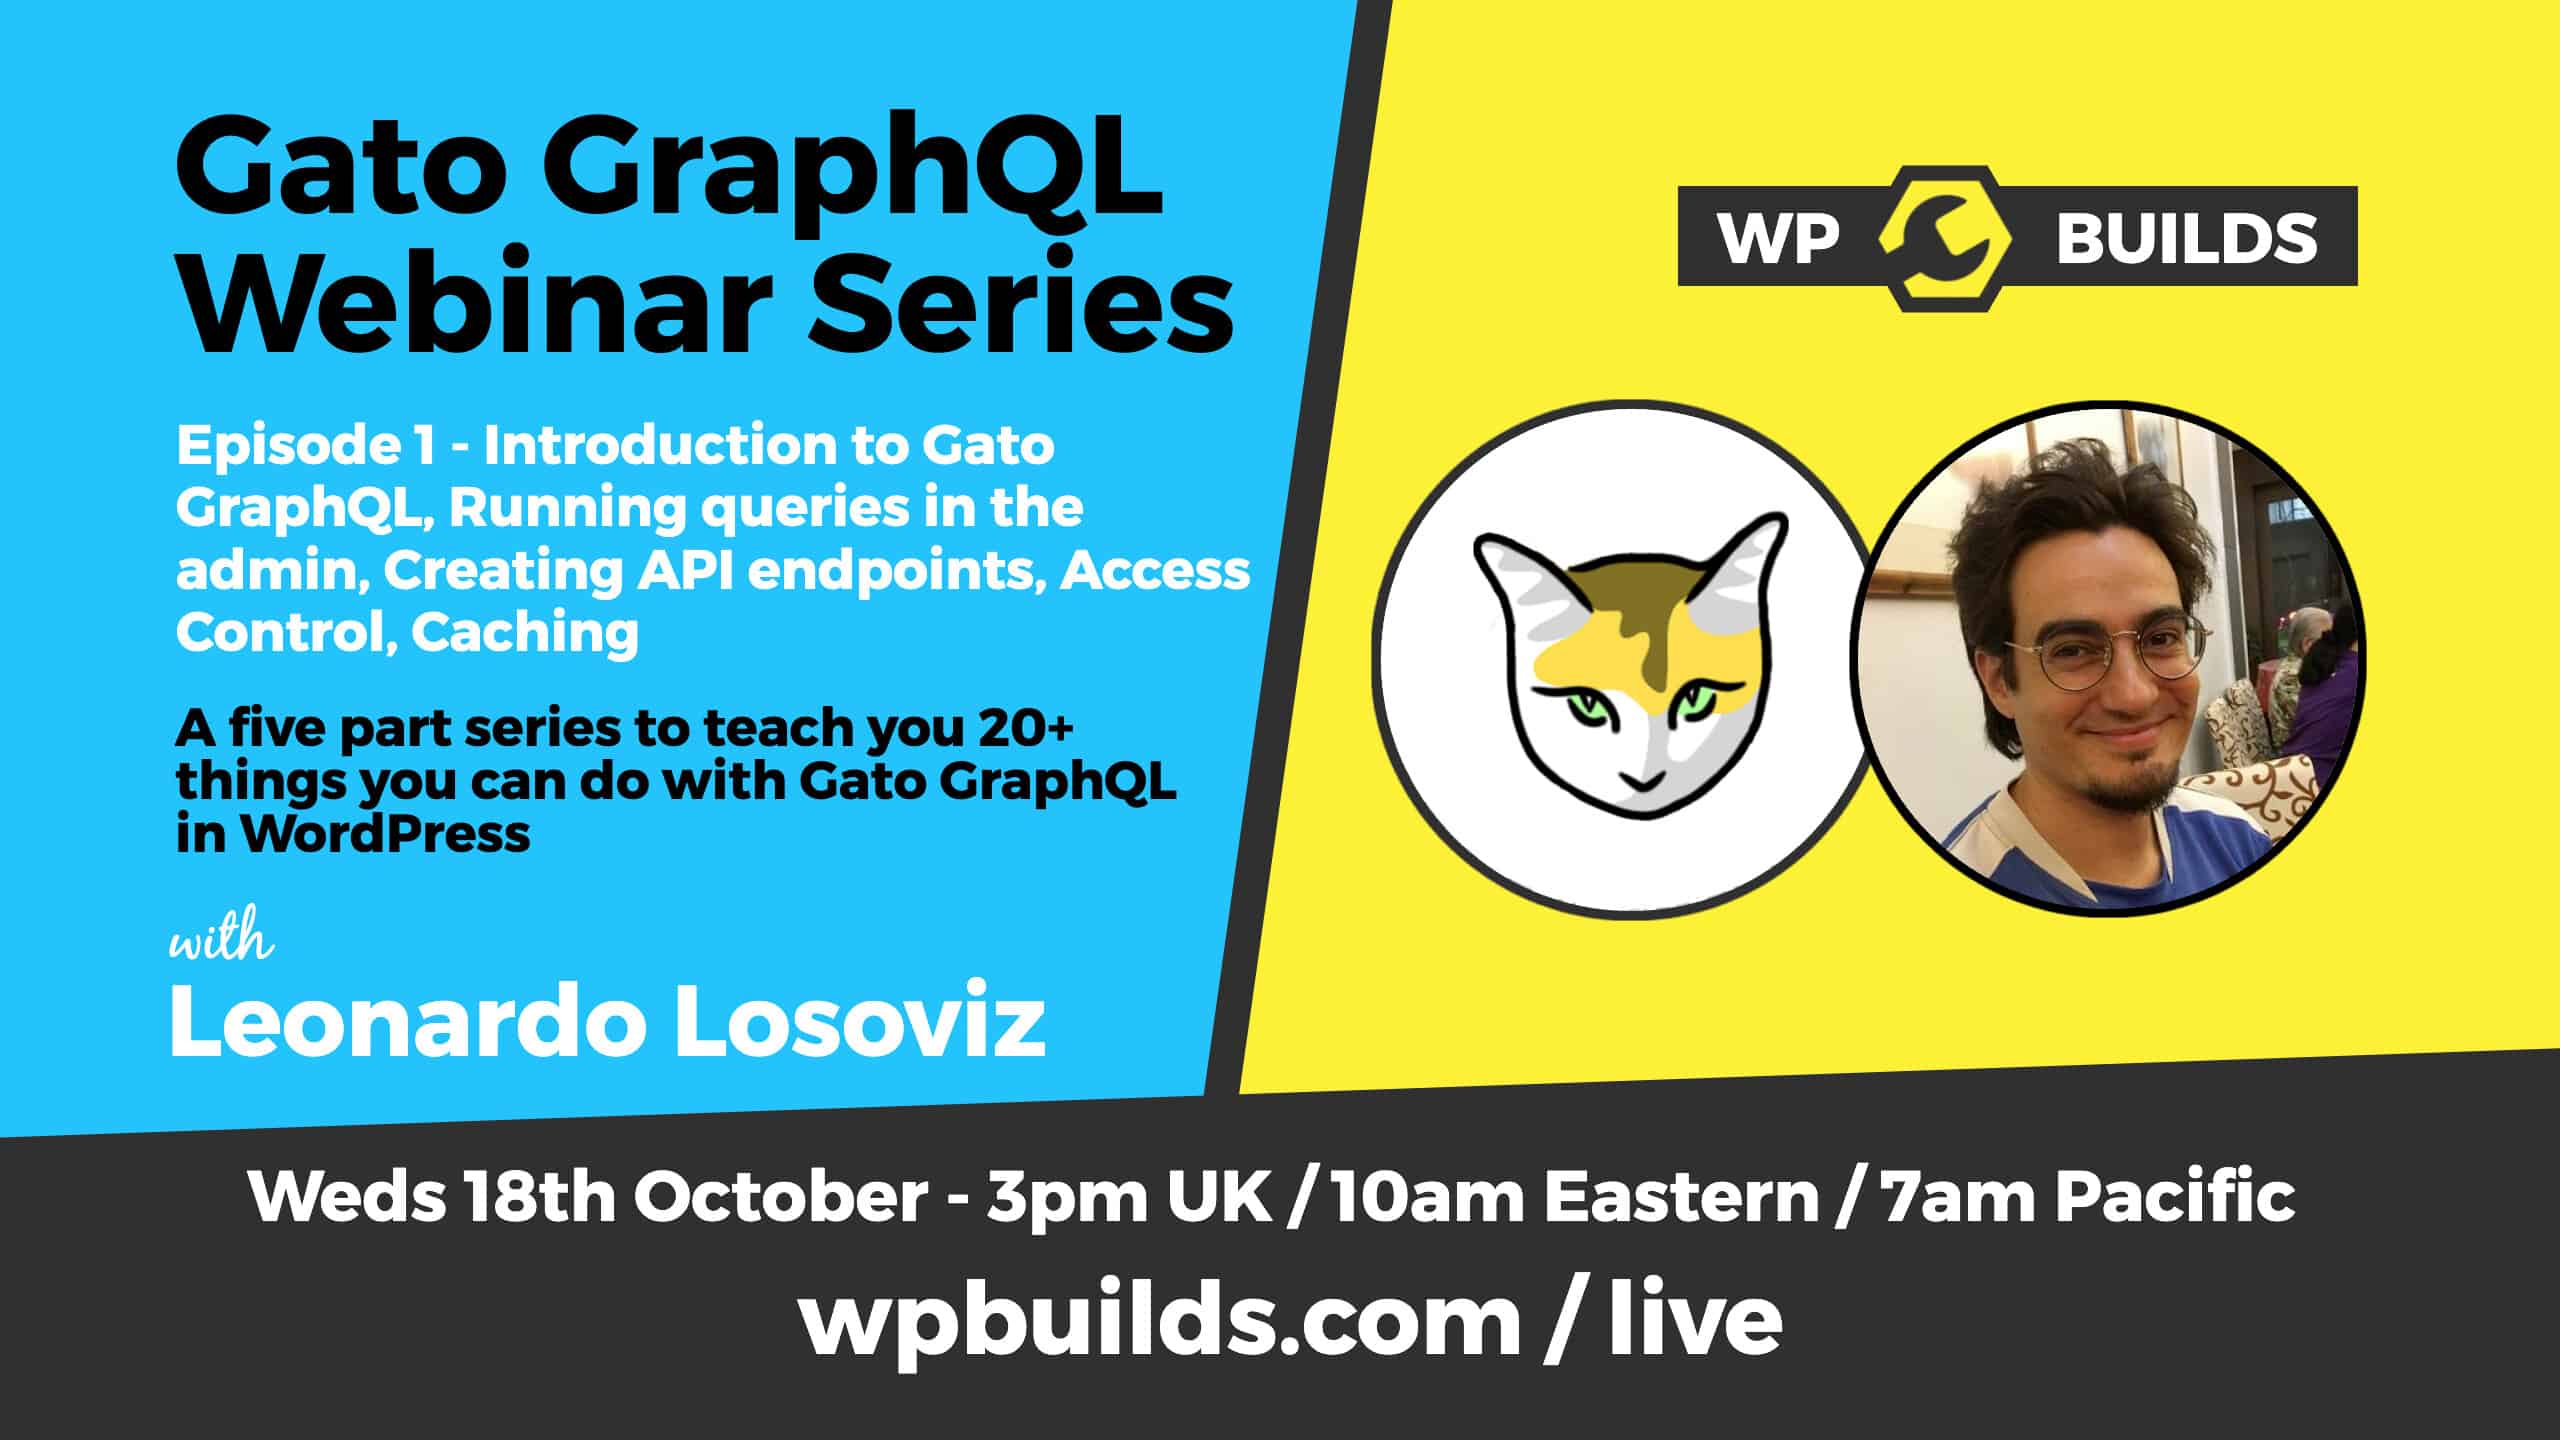 Gato GraphQL
Webinar Series
Episode 1 - Introduction to Gato
GraphQL, Running queries in the
admin, Creating API endpoints, Access
Control, Caching
A five part series to teach you 20+
things you can do with Gato GraphQL
in WordPress
with
Leonardo Losoviz
WP BUILDS
Weds 18th October - 3pm UK / 10am Eastern / 7am Pacific
wpbuilds.com / live